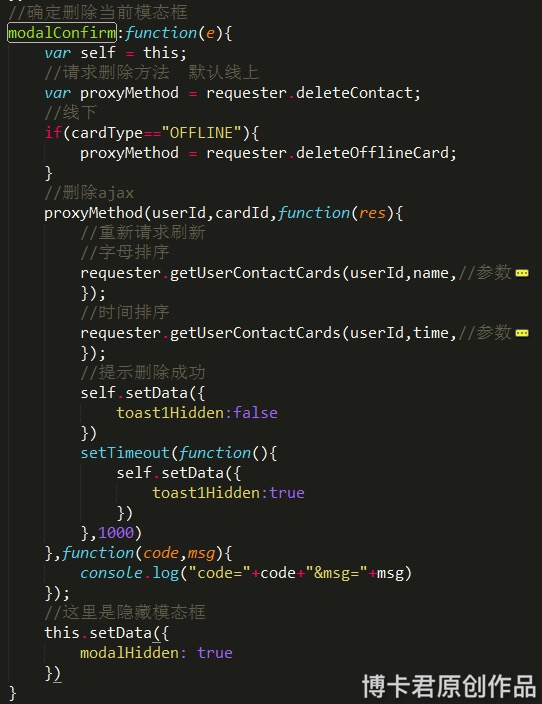 //确定删除当前模态框
modalConfirm:function(e){
var self = this;
//请求删除方法 默认线上
var proxyMethod = requester.deleteContact;
//线下
if(cardType=="OFFLINE"){
proxyMethod = requester.deleteOfflineCard;
}
//删除ajax
proxyMethod(userId,cardId,function(res){
//重新请求刷新
//字母排序
requester.getUserContactCards(userId,name,//参数
});
//时间排序
requester.getUserContactCards(userId,time,//参数
});
//提示删除成功
self.setData({
toast1Hidden:false
})
setTimeout(function(){
self.setData({
toast1Hidden:true
})
},1000)
},function(code,msg){
console.log("code="+code+"&msg="+msg)
});
//这里是隐藏模态框
this.setData({
modalHidden: true
})
}
博卡君原创作品